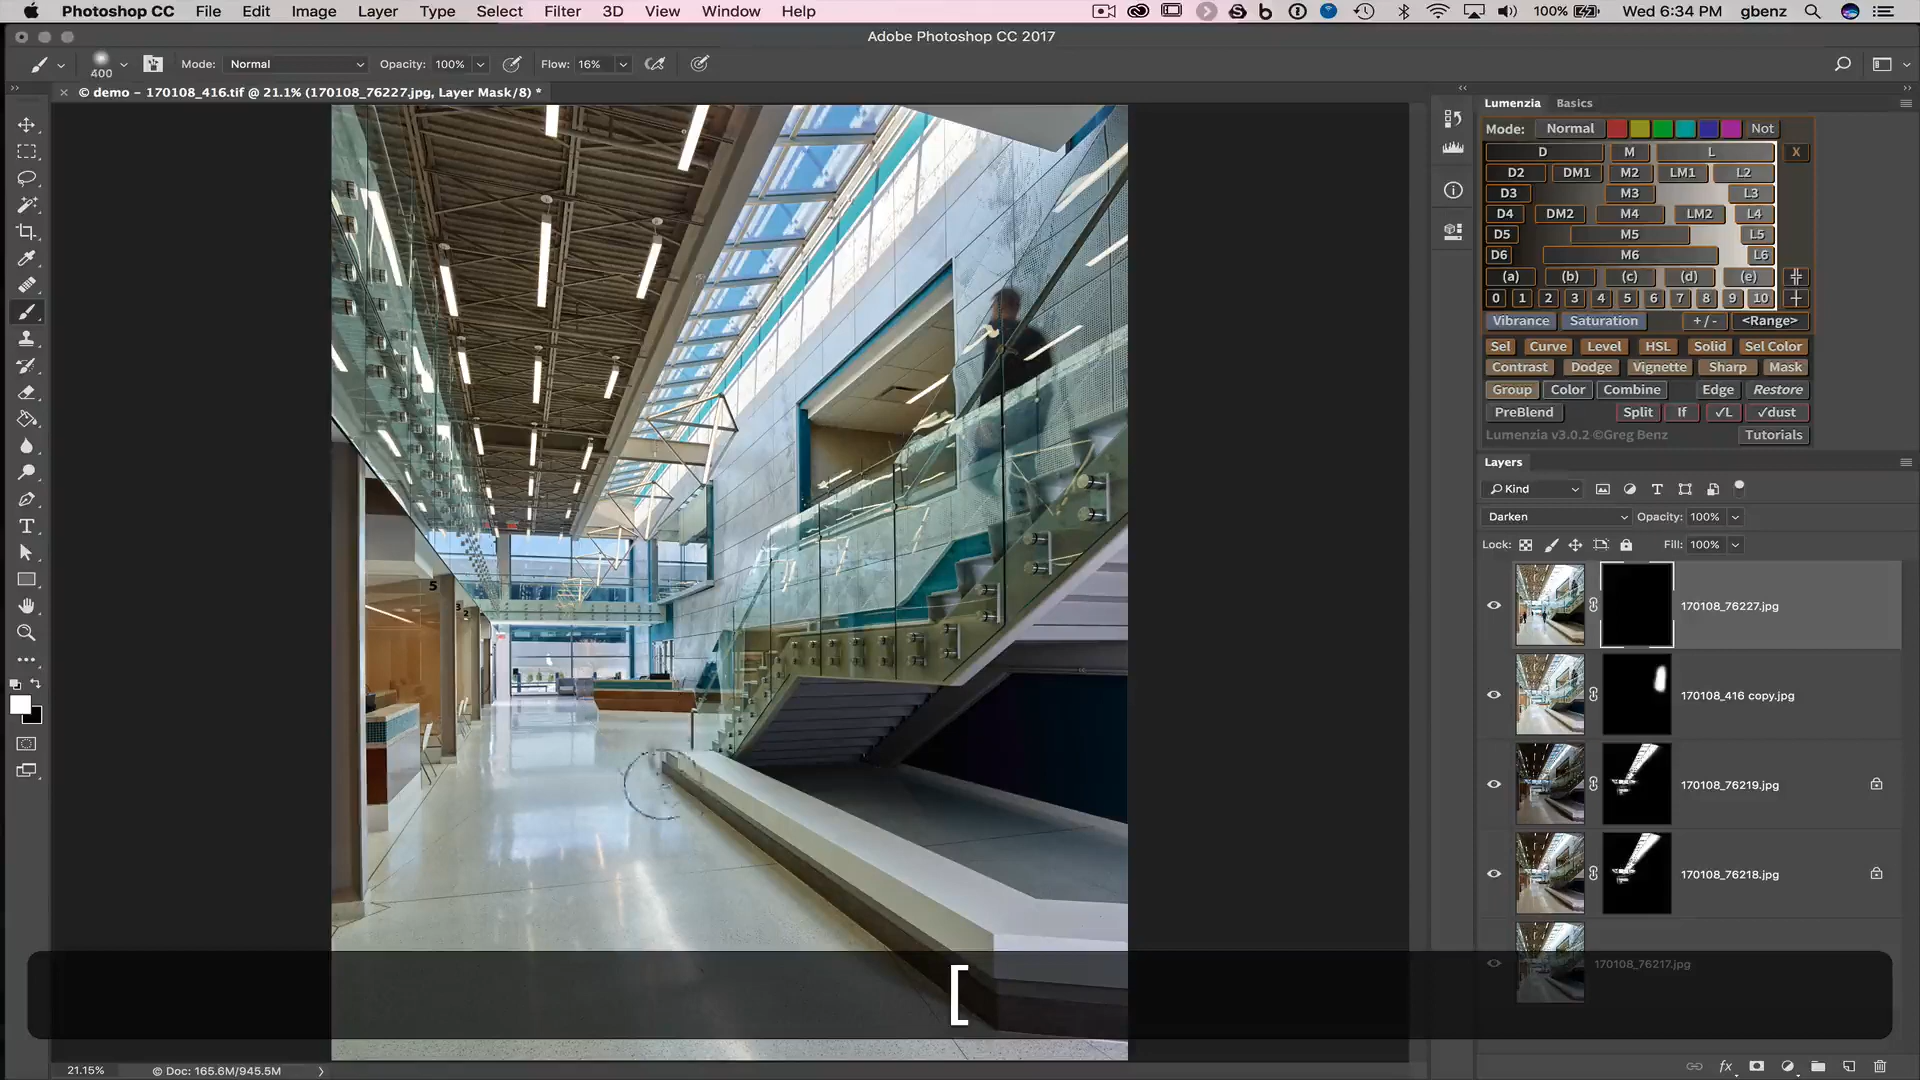 Photoshop CC File Edit Image Layer Type Select Filter 3D View Window Help 100% Wed 6:34 PM gbenz
Adobe Photoshop CC 2017
400 Mode: Normal Opacity: 100% Flow: 16%
© demo - 170108_416.tif @ 21.1% (170108_76227.jpg, Layer Mask/8) *
Lumenzia Basics
Mode: Normal Not
D M L X
D2 DM1 M2 LM1 L2
D3 M3 L3
D4 DM2 M4 LM2 L4
D5 M5 L5
D6 M6 L6
(a) (b) (c) (d) (e)
0 1 2 3 4 5 6 7 8 9 10
Vibrance Saturation +/- <Range>
Sel Curve Level HSL Solid Sel Color
Contrast Dodge Vignette Sharp Mask
Group Color Combine Edge Restore
PreBlend Split If √L √dust
Lumenzia v3.0.2 ©Greg Benz Tutorials
Layers
Kind
Darken Opacity: 100%
Lock: Fill: 100%
170108_76227.jpg
170108_416 copy.jpg
170108_76219.jpg
170108_76218.jpg
170108_76217.jpg
5
3
2
[
21.15% © Doc: 165.6M/945.5M
fx